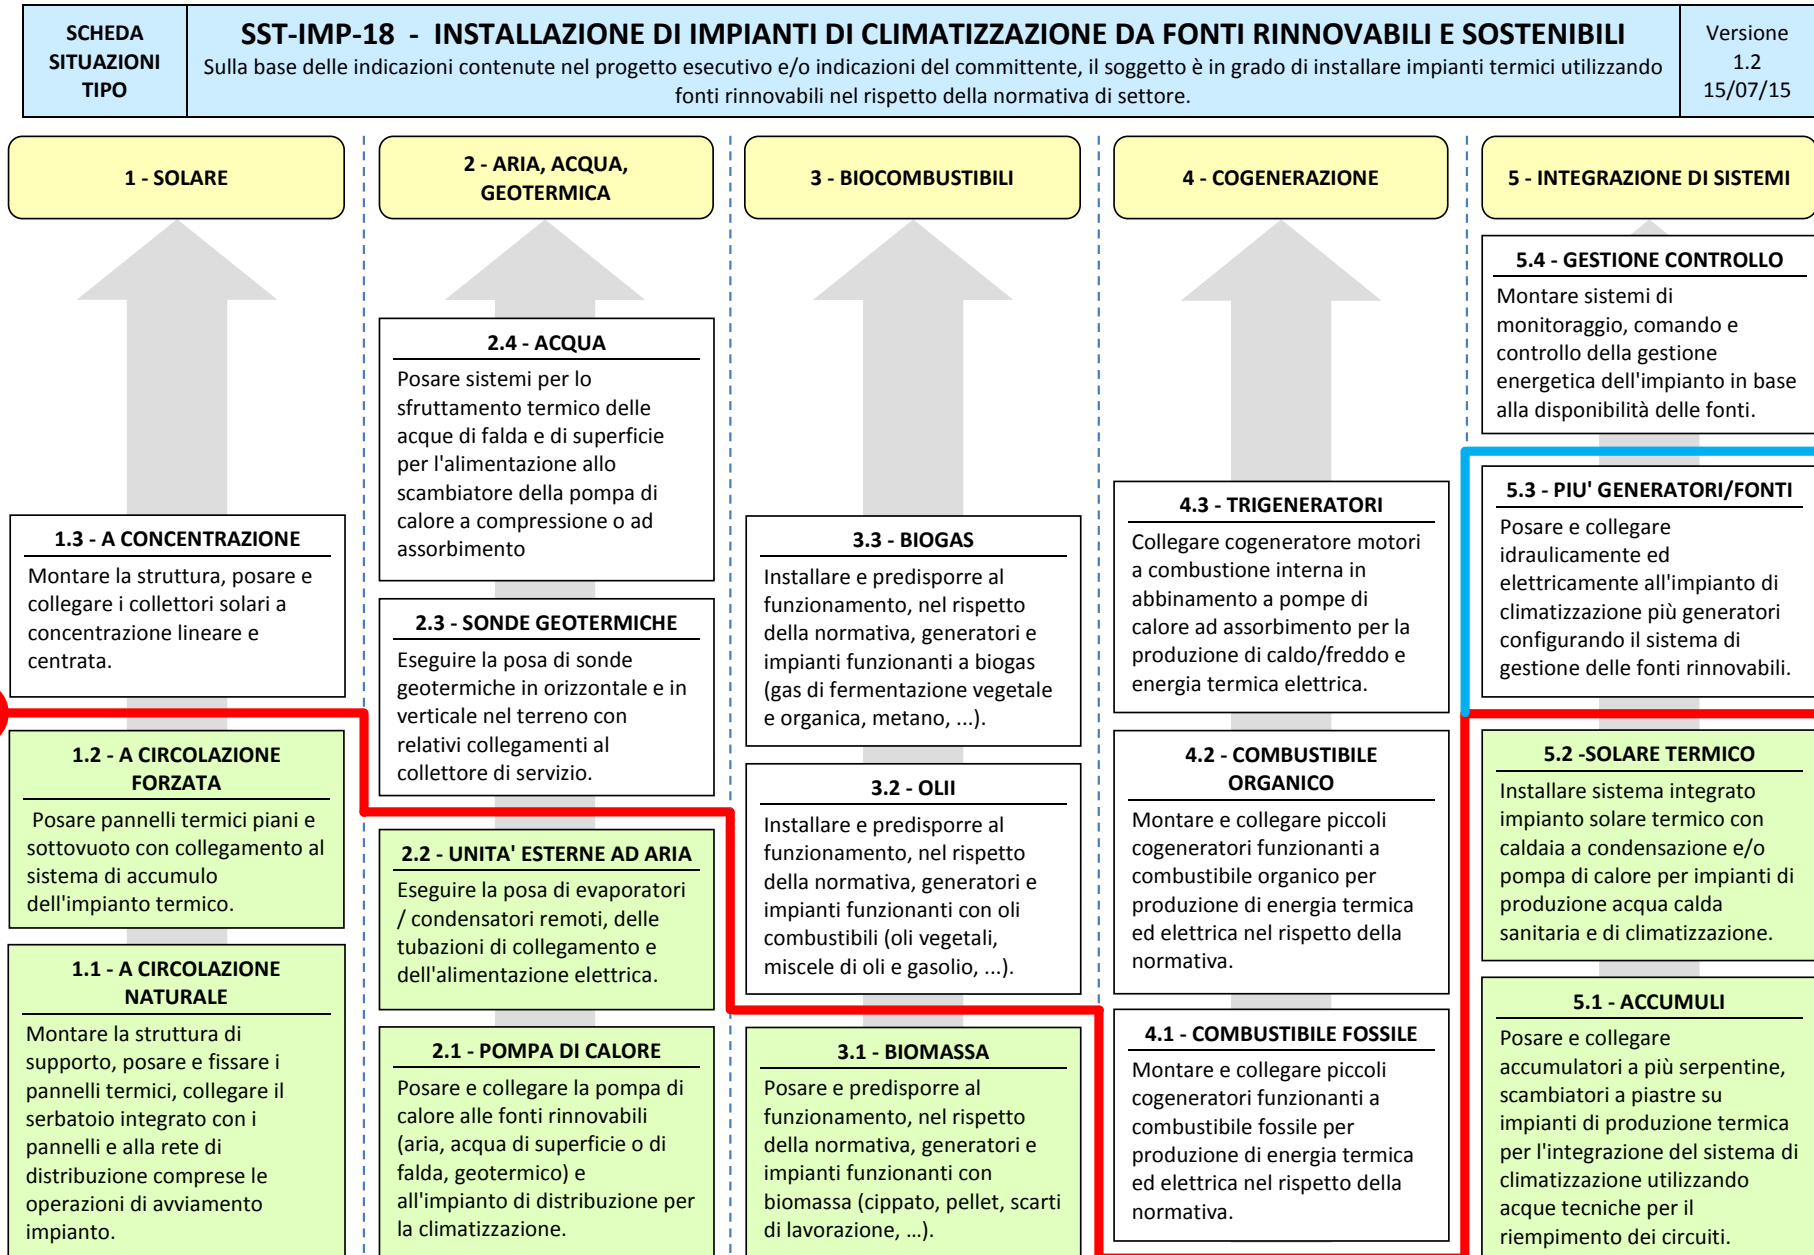 SCHEDA
SITUAZIONI
TIPO
SST-IMP-18 - INSTALLAZIONE DI IMPIANTI DI CLIMATIZZAZIONE DA FONTI RINNOVABILI E SOSTENIBILI
Sulla base delle indicazioni contenute nel progetto esecutivo e/o indicazioni del committente, il soggetto è in grado di installare impianti termici utilizzando
fonti rinnovabili nel rispetto della normativa di settore.
Versione
1.2
15/07/15
1 - SOLARE
1.3 - A CONCENTRAZIONE
Montare la struttura, posare e
collegare i collettori solari a
concentrazione lineare e
centrata.
1.2 - A CIRCOLAZIONE
FORZATA
Posare pannelli termici piani e
sottovuoto con collegamento al
sistema di accumulo
dell'impianto termico.
1.1 - A CIRCOLAZIONE
NATURALE
Montare la struttura di
supporto, posare e fissare i
pannelli termici, collegare il
serbatoio integrato con i
pannelli e alla rete di
distribuzione comprese le
operazioni di avviamento
impianto.
2 - ARIA, ACQUA,
GEOTERMICA
2.4 - ACQUA
Posare sistemi per lo
sfruttamento termico delle
acque di falda e di superficie
per l'alimentazione allo
scambiatore della pompa di
calore a compressione o ad
assorbimento
2.3 - SONDE GEOTERMICHE
Eseguire la posa di sonde
geotermiche in orizzontale e in
verticale nel terreno con
relativi collegamenti al
collettore di servizio.
2.2 - UNITA' ESTERNE AD ARIA
Eseguire la posa di evaporatori
/ condensatori remoti, delle
tubazioni di collegamento e
dell'alimentazione elettrica.
2.1 - POMPA DI CALORE
Posare e collegare la pompa di
calore alle fonti rinnovabili
(aria, acqua di superficie o di
falda, geotermico) e
all'impianto di distribuzione per
la climatizzazione.
3 - BIOCOMBUSTIBILI
3.3 - BIOGAS
Installare e predisporre al
funzionamento, nel rispetto
della normativa, generatori e
impianti funzionanti a biogas
(gas di fermentazione vegetale
e organica, metano, ...).
3.2 - OLII
Installare e predisporre al
funzionamento, nel rispetto
della normativa, generatori e
impianti funzionanti con oli
combustibili (oli vegetali,
miscele di oli e gasolio, ...).
3.1 - BIOMASSA
Posare e predisporre al
funzionamento, nel rispetto
della normativa, generatori e
impianti funzionanti con
biomassa (cippato, pellet, scarti
di lavorazione, …).
4 - COGENERAZIONE
4.3 - TRIGENERATORI
Collegare cogeneratore motori
a combustione interna in
abbinamento a pompe di
calore ad assorbimento per la
produzione di caldo/freddo e
energia termica elettrica.
4.2 - COMBUSTIBILE
ORGANICO
Montare e collegare piccoli
cogeneratori funzionanti a
combustibile organico per
produzione di energia termica
ed elettrica nel rispetto della
normativa.
4.1 - COMBUSTIBILE FOSSILE
Montare e collegare piccoli
cogeneratori funzionanti a
combustibile fossile per
produzione di energia termica
ed elettrica nel rispetto della
normativa.
5 - INTEGRAZIONE DI SISTEMI
5.4 - GESTIONE CONTROLLO
Montare sistemi di
monitoraggio, comando e
controllo della gestione
energetica dell'impianto in base
alla disponibilità delle fonti.
5.3 - PIU' GENERATORI/FONTI
Posare e collegare
idraulicamente ed
elettricamente all'impianto di
climatizzazione più generatori
configurando il sistema di
gestione delle fonti rinnovabili.
5.2 -SOLARE TERMICO
Installare sistema integrato
impianto solare termico con
caldaia a condensazione e/o
pompa di calore per impianti di
produzione acqua calda
sanitaria e di climatizzazione.
5.1 - ACCUMULI
Posare e collegare
accumulatori a più serpentine,
scambiatori a piastre su
impianti di produzione termica
per l'integrazione del sistema di
climatizzazione utilizzando
acque tecniche per il
riempimento dei circuiti.